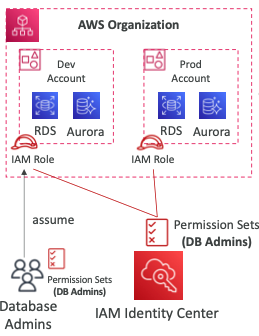 AWS Organization
Dev
Account
RDS
Aurora
IAM Role
Prod
Account
RDS
Aurora
IAM Role
assume
Permission Sets
(DB Admins)
Permission Sets
(DB Admins)
Database
Admins
IAM Identity Center